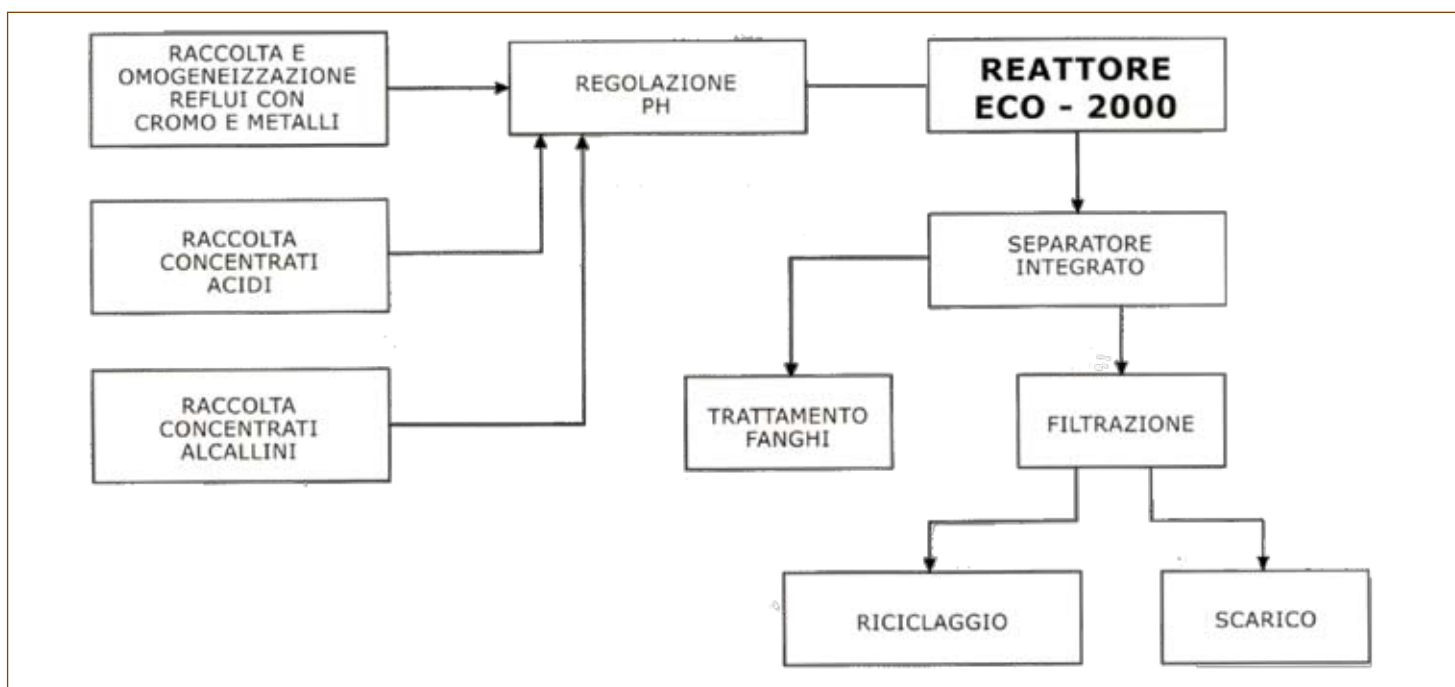 RACCOLTA E
OMOGENEIZZAZIONE
REFLUI CON
CROMO E METALLI
REGOLAZIONE
PH
REATTORE
ECO - 2000
RACCOLTA
CONCENTRATI
ACIDI
SEPARATORE
INTEGRATO
RACCOLTA
CONCENTRATI
ALCALLINI
TRATTAMENTO
FANGHI
FILTRAZIONE
RICICLAGGIO
SCARICO